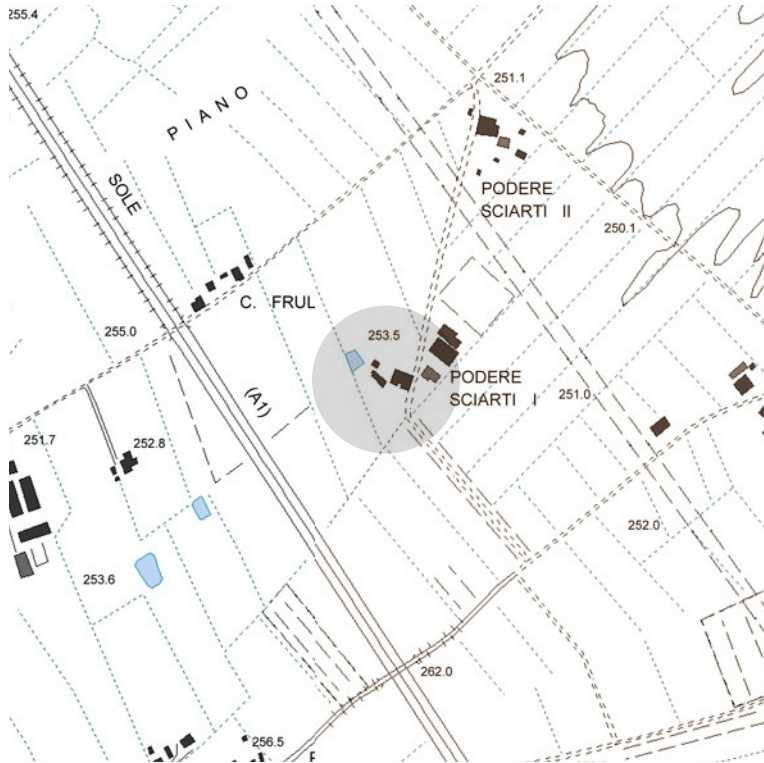 255.4
251.1
PIANO
SOLE
PODERE
SCIARTI II
250.1
C. FRUL
255.0
253.5
PODERE
SCIARTI I
251.0
(A1)
251.7
252.8
252.0
253.6
262.0
256.5